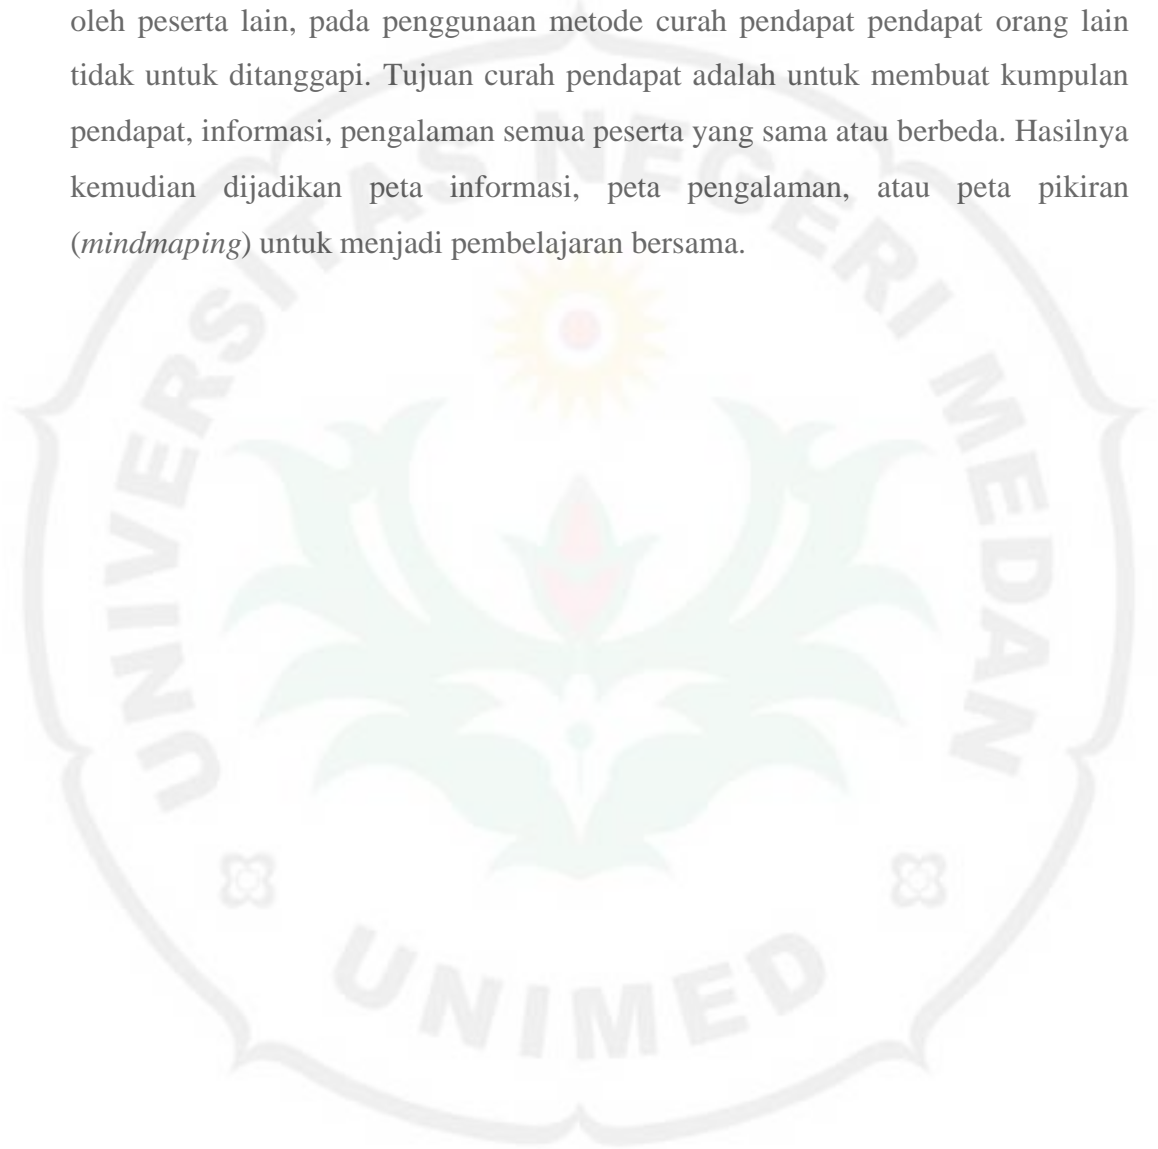 oleh peserta lain, pada penggunaan metode curah pendapat pendapat orang lain
tidak untuk ditanggapi. Tujuan curah pendapat adalah untuk membuat kumpulan
pendapat, informasi, pengalaman semua peserta yang sama atau berbeda. Hasilnya
kemudian dijadikan peta informasi, peta pengalaman, atau peta pikiran
(mindmaping) untuk menjadi pembelajaran bersama.
UNIVERSITAS NEGERI MEDAN
UNIMED